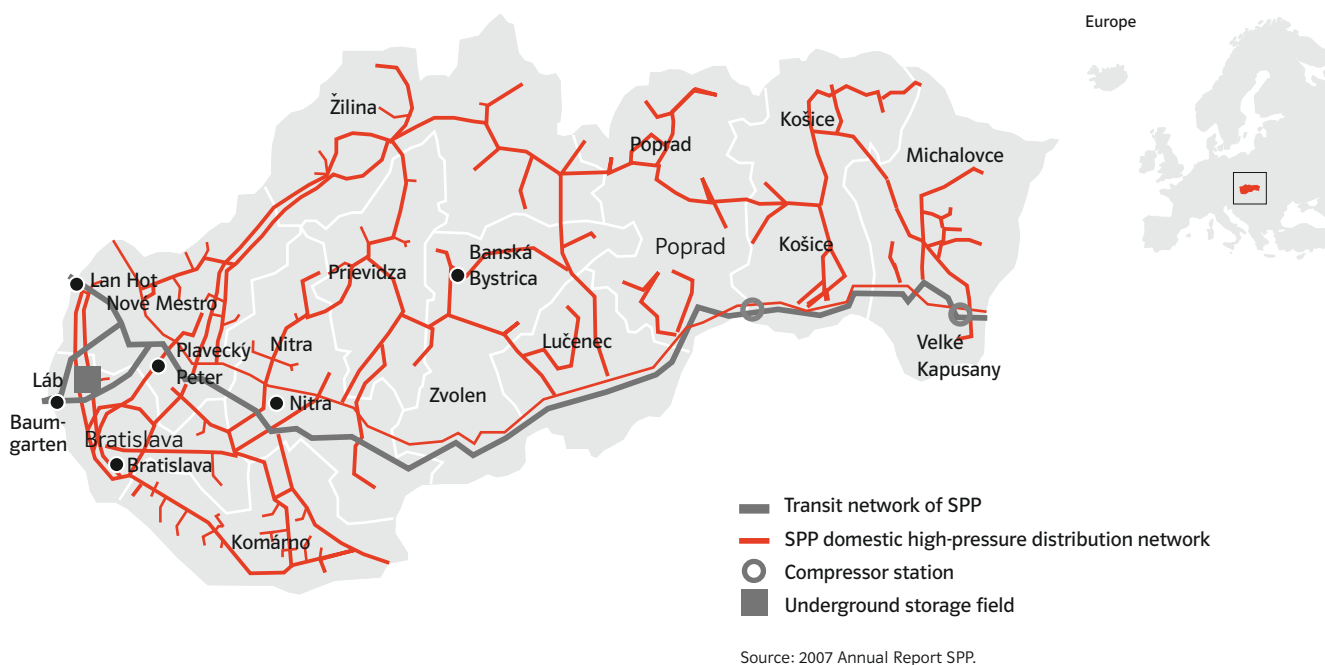 Europe
Žilina
Košice
Poprad
Michalovce
Poprad
Košice
Banská
Bystrica
Prievidza
Lan Hot
Nové Mestro
Nitra
Lučenec
Velké
Kapusany
Plavecký
Peter
Láb
Zvolen
Nitra
Baum-
garten
Bratislava
Bratislava
Komárno
Transit network of SPP
SPP domestic high-pressure distribution network
Compressor station
Underground storage field
Source: 2007 Annual Report SPP.